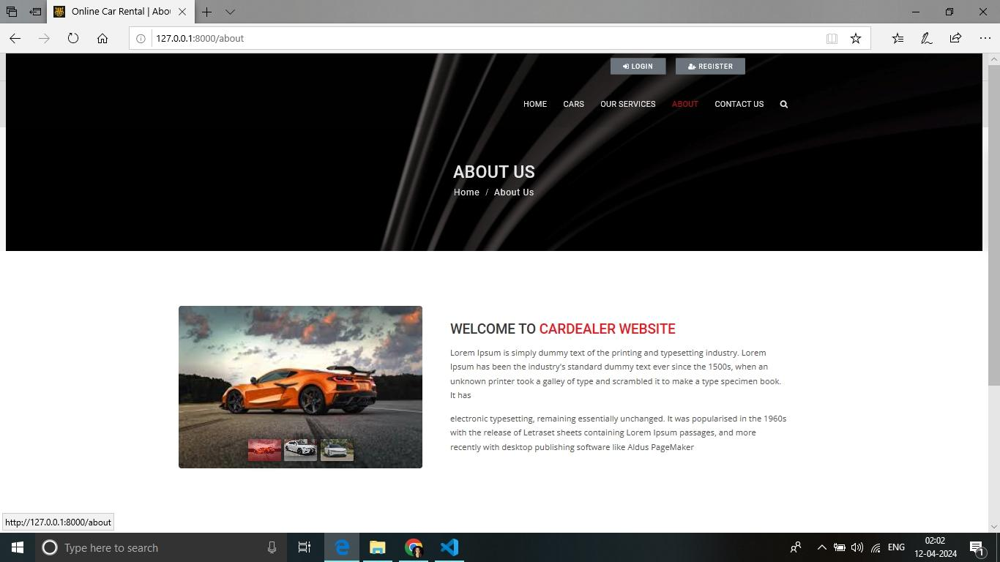 Online Car Rental | Abou
127.0.0.1:8000/about
LOGIN
REGISTER
HOME CARS OUR SERVICES ABOUT CONTACT US
ABOUT US
Home / About Us
WELCOME TO CARDEALER WEBSITE
Lorem Ipsum is simply dummy text of the printing and typesetting industry. Lorem
Ipsum has been the industry's standard dummy text ever since the 1500s, when an
unknown printer took a galley of type and scrambled it to make a type specimen book.
It has
electronic typesetting, remaining essentially unchanged. It was popularised in the 1960s
with the release of Letraset sheets containing Lorem Ipsum passages, and more
recently with desktop publishing software like Aldus PageMaker
http://127.0.0.1:8000/about
Type here to search
ENG
02:02
12-04-2024
1